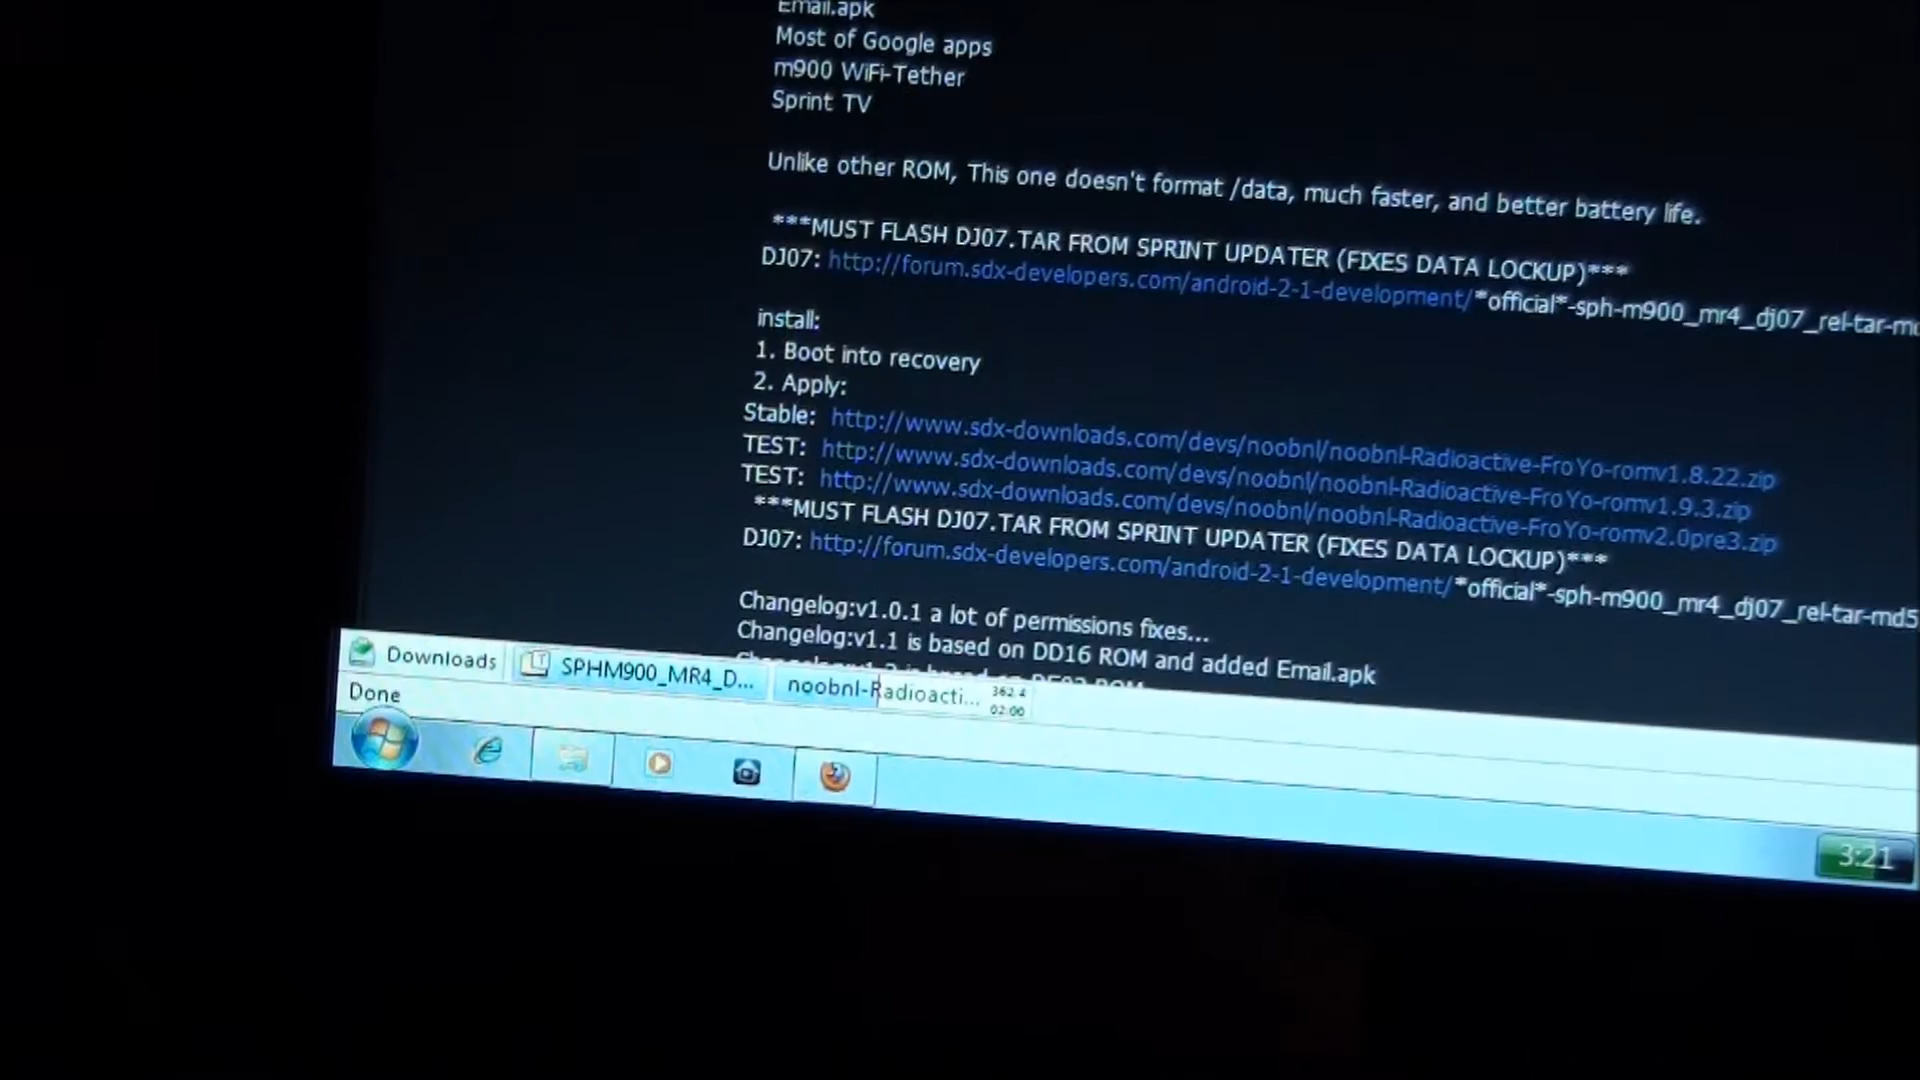 Email.apk
Most of Google apps
m900 WiFi-Tether
Sprint TV
Unlike other ROM, This one doesn't format /data, much faster, and better battery life.
***MUST FLASH DJ07.TAR FROM SPRINT UPDATER (FIXES DATA LOCKUP)***
DJ07: http://forum.sdx-developers.com/android-2-1-development/*official*-sph-m900_mr4_dj07_rel-tar-m
install:
1. Boot into recovery
2. Apply:
Stable: http://www.sdx-downloads.com/devs/noobnl/noobnl-Radioactive-FroYo-romv1.8.22.zip
TEST: http://www.sdx-downloads.com/devs/noobnl/noobnl-Radioactive-FroYo-romv1.9.3.zip
TEST: http://www.sdx-downloads.com/devs/noobnl/noobnl-Radioactive-FroYo-romv2.0pre3.zip
***MUST FLASH DJ07.TAR FROM SPRINT UPDATER (FIXES DATA LOCKUP)***
DJ07: http://forum.sdx-developers.com/android-2-1-development/*official*-sph-m900_mr4_dj07_rel-tar-md5
Changelog:v1.0.1 a lot of permissions fixes...
Changelog:v1.1 is based on DD16 ROM and added Email.apk
Downloads SPHM900_MR4_D... noobnl-Radioacti... 362.4
02:00
Done
3:21